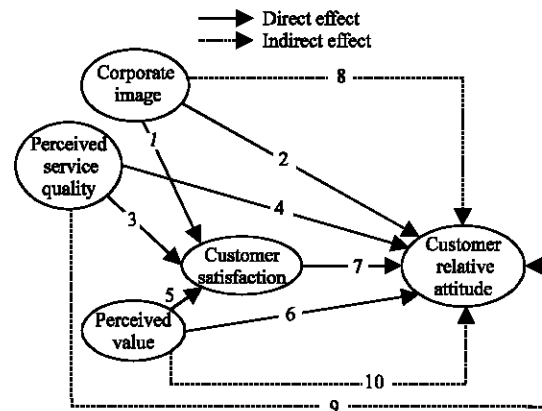 Direct effect
Indirect effect
Corporate
image
8
1
2
Perceived
service
quality
4
3
Customer
satisfaction
7
Customer
relative
attitude
5
6
Perceived
value
10
9